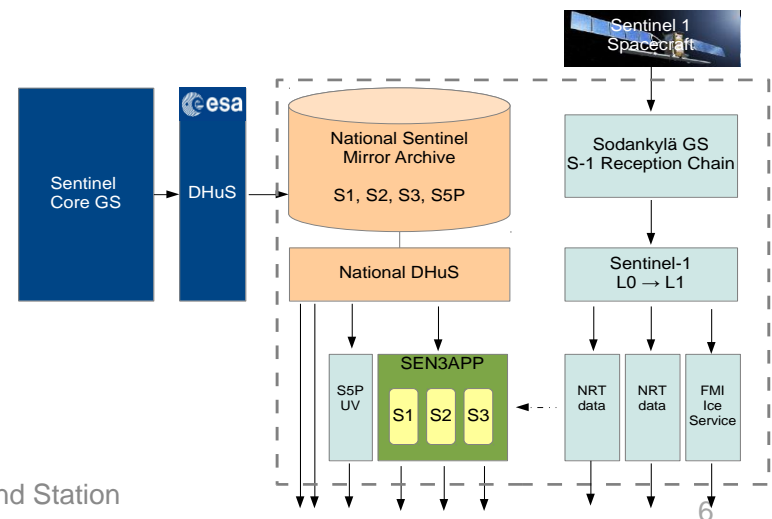 Sentinel 1
Spacecraft
esa
Sentinel
Core GS
DHuS
National Sentinel
Mirror Archive
S1, S2, S3, S5P
National DHuS
Sodankylä GS
S-1 Reception Chain
Sentinel-1
L0 → L1
S5P
UV
SEN3APP
S1
S2
S3
NRT
data
NRT
data
FMI
Ice
Service
nd Station
6